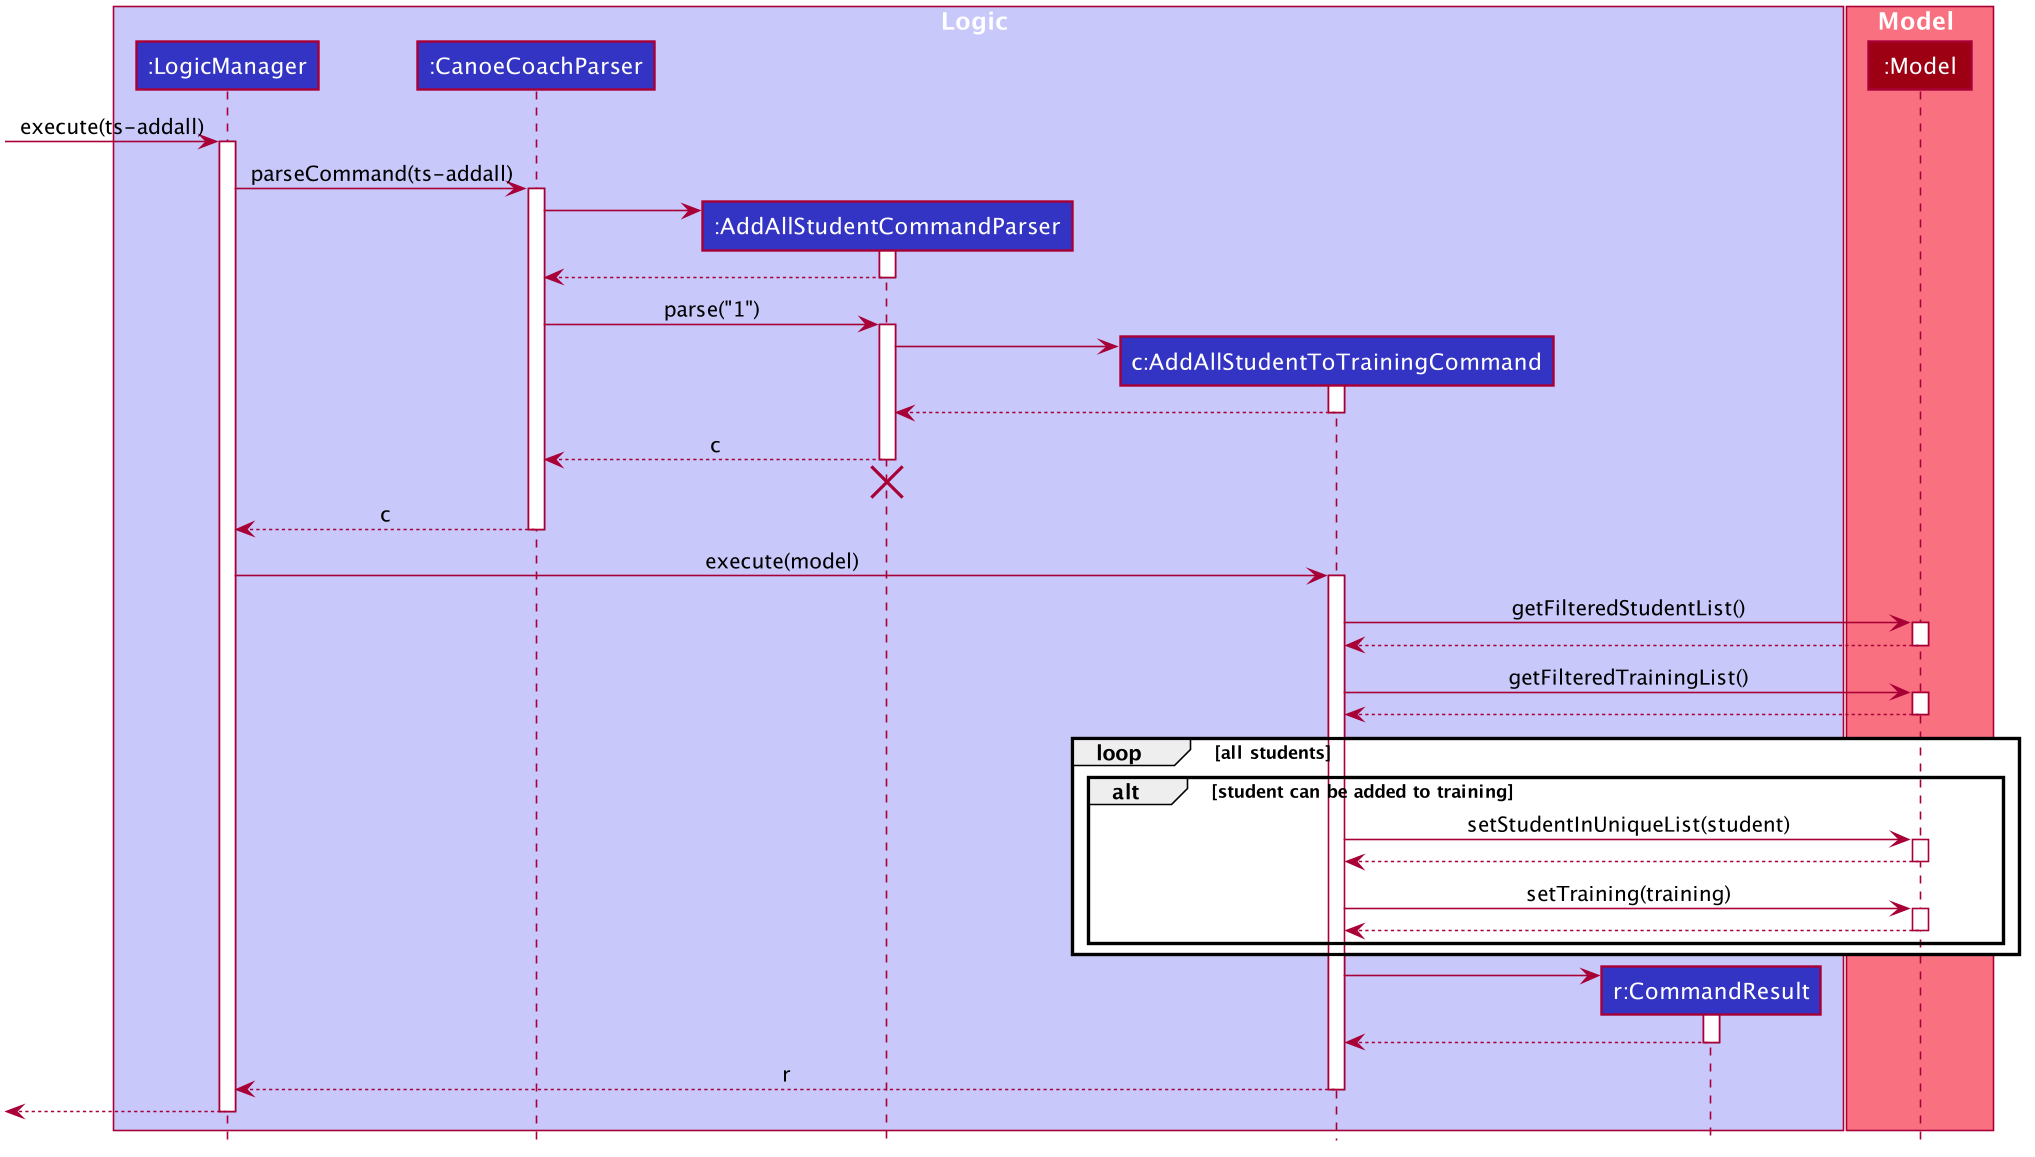 Logic
Model
:LogicManager
:CanoeCoachParser
:Model
execute(ts-addall)
parseCommand(ts-addall)
:AddAllStudentCommandParser
parse("1")
c:AddAllStudentToTrainingCommand
c
c
execute(model)
getFilteredStudentList()
getFilteredTrainingList()
loop [all students]
alt [student can be added to training]
setStudentInUniqueList(student)
setTraining(training)
r:CommandResult
r